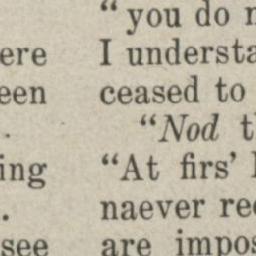 ere
een
.
ing
.
see
“you do n
I understa
ceased to
“Nod t
“At firs’
naever re
are impos